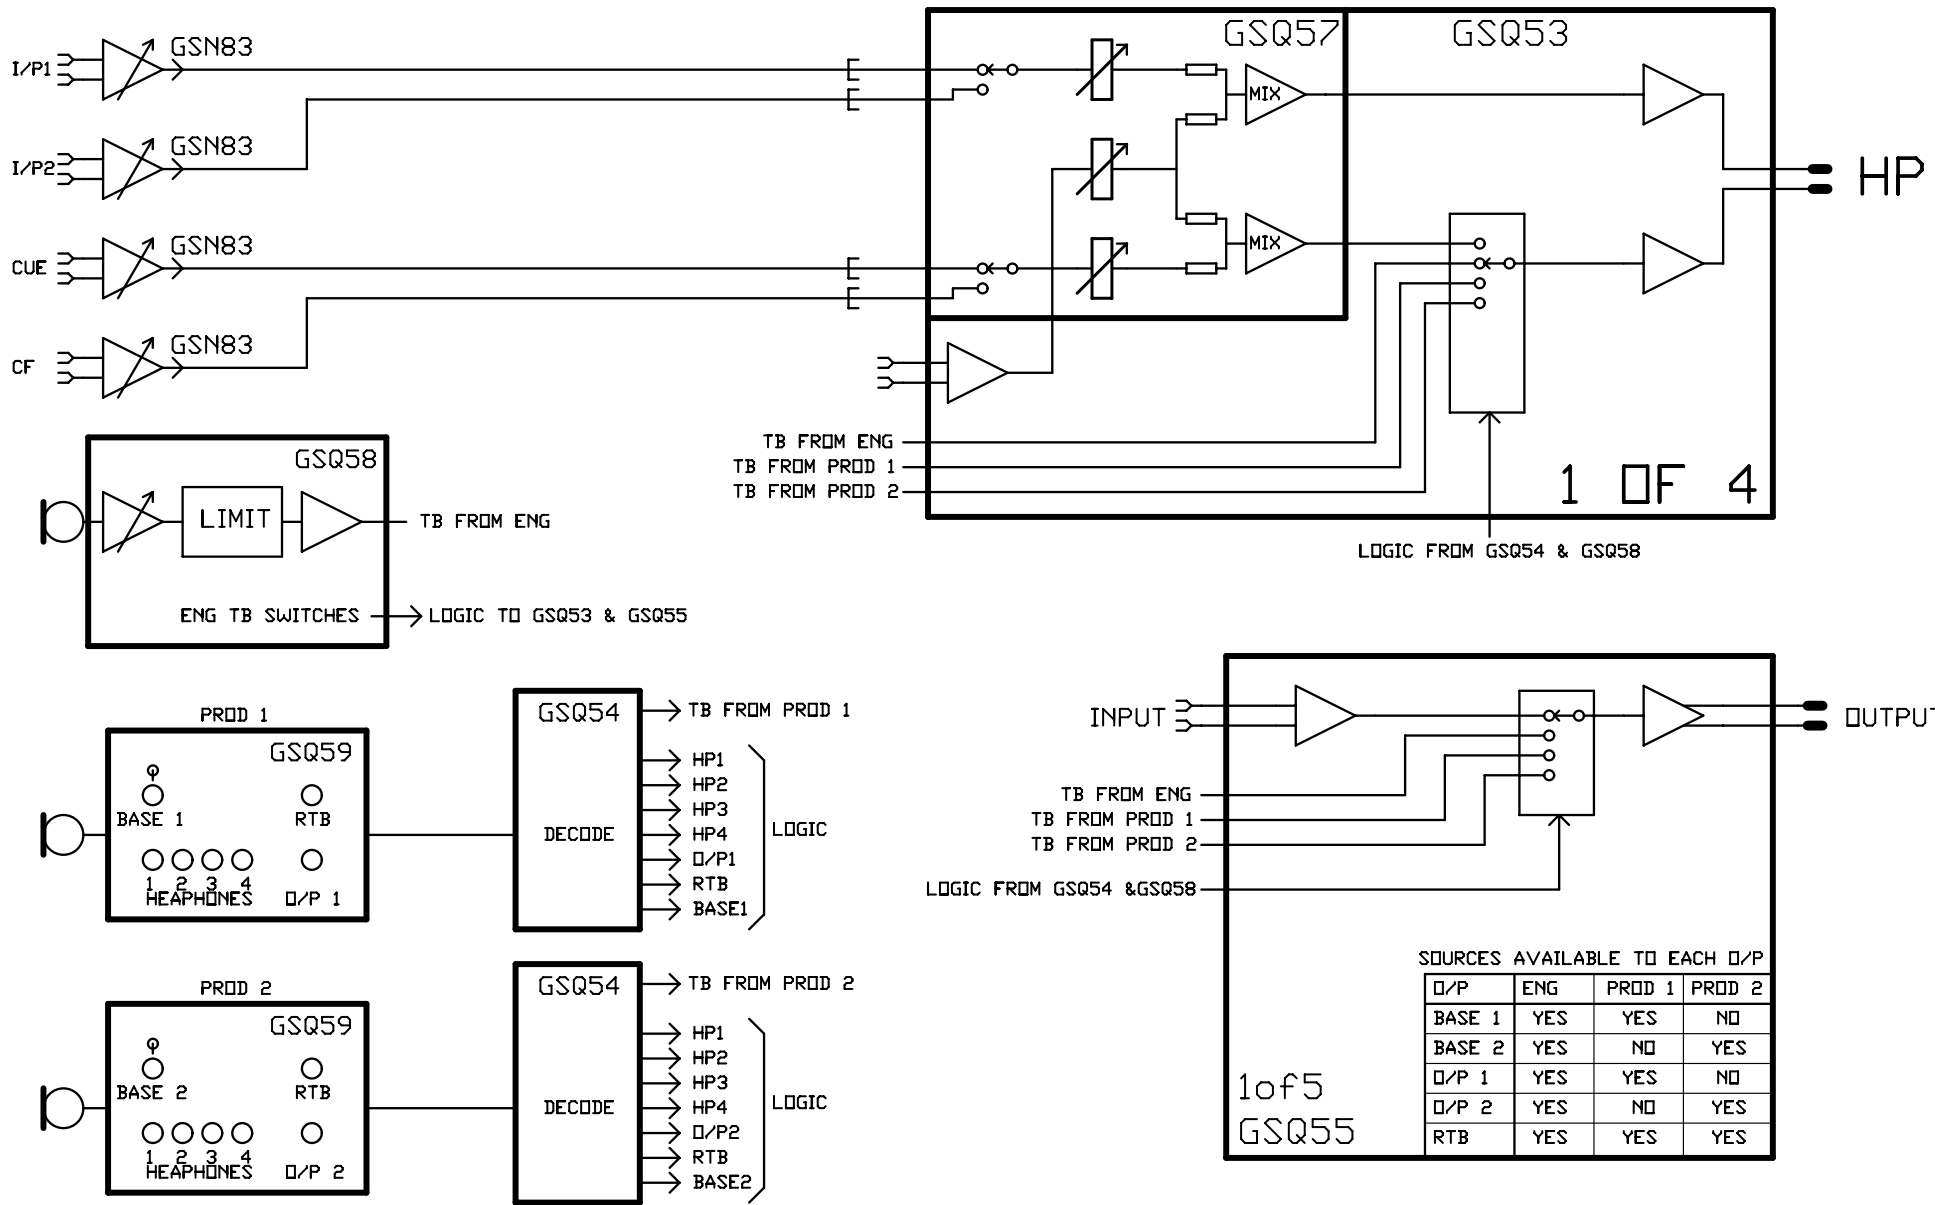 I/P1
GSN83
I/P2
GSN83
CUE
GSN83
CF
GSN83
GSQ57
GSQ53
MIX
MIX
HP
TB FROM ENG
TB FROM PROD 1
TB FROM PROD 2
1 OF 4
LOGIC FROM GSQ54 & GSQ58
GSQ58
LIMIT
TB FROM ENG
ENG TB SWITCHES
LOGIC TO GSQ53 & GSQ55
PROD 1
GSQ59
BASE 1
RTB
1 2 3 4
HEAPHONES
O/P 1
GSQ54
DECODE
TB FROM PROD 1
HP1
HP2
HP3
HP4
O/P1
RTB
BASE1
LOGIC
PROD 2
GSQ59
BASE 2
RTB
1 2 3 4
HEAPHONES
O/P 2
GSQ54
DECODE
TB FROM PROD 2
HP1
HP2
HP3
HP4
O/P2
RTB
BASE2
LOGIC
INPUT
OUTPUT
TB FROM ENG
TB FROM PROD 1
TB FROM PROD 2
LOGIC FROM GSQ54 &GSQ58
1of5
GSQ55
SOURCES AVAILABLE TO EACH O/P
O/P ENG PROD 1 PROD 2
BASE 1 YES YES NO
BASE 2 YES NO YES
O/P 1 YES YES NO
O/P 2 YES NO YES
RTB YES YES YES